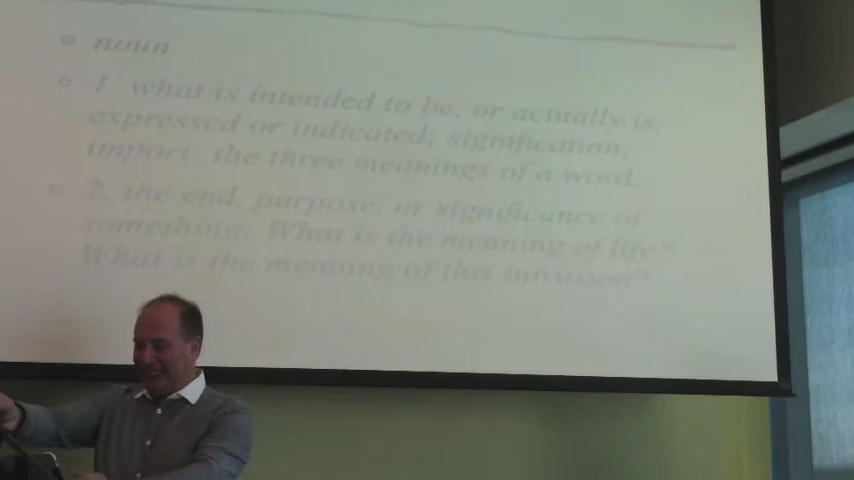 noun
1 what is intended to be, or actually is,
expressed or indicated; signification;
import: the three meanings of a word.
2. the end, purpose, or significance of
something: What is the meaning of life?
What is the meaning of this intrusion?